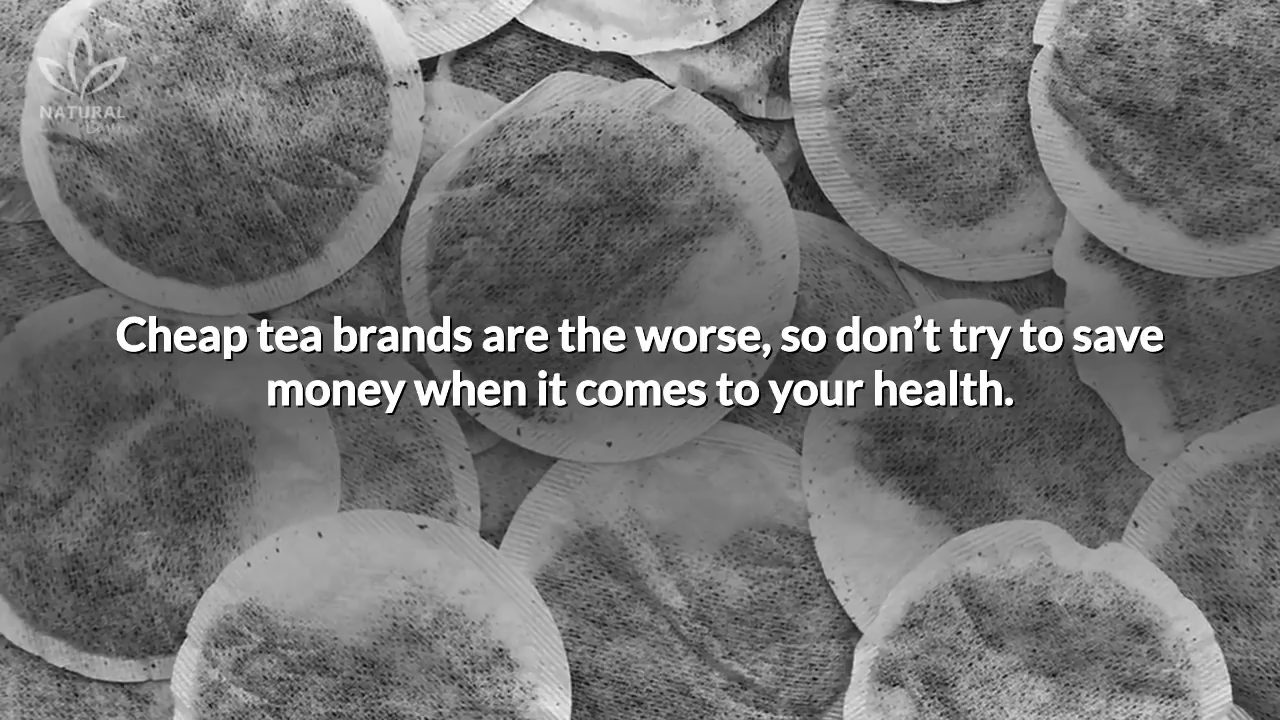 NATURAL
Cheap tea brands are the worse, so don’t try to save
money when it comes to your health.